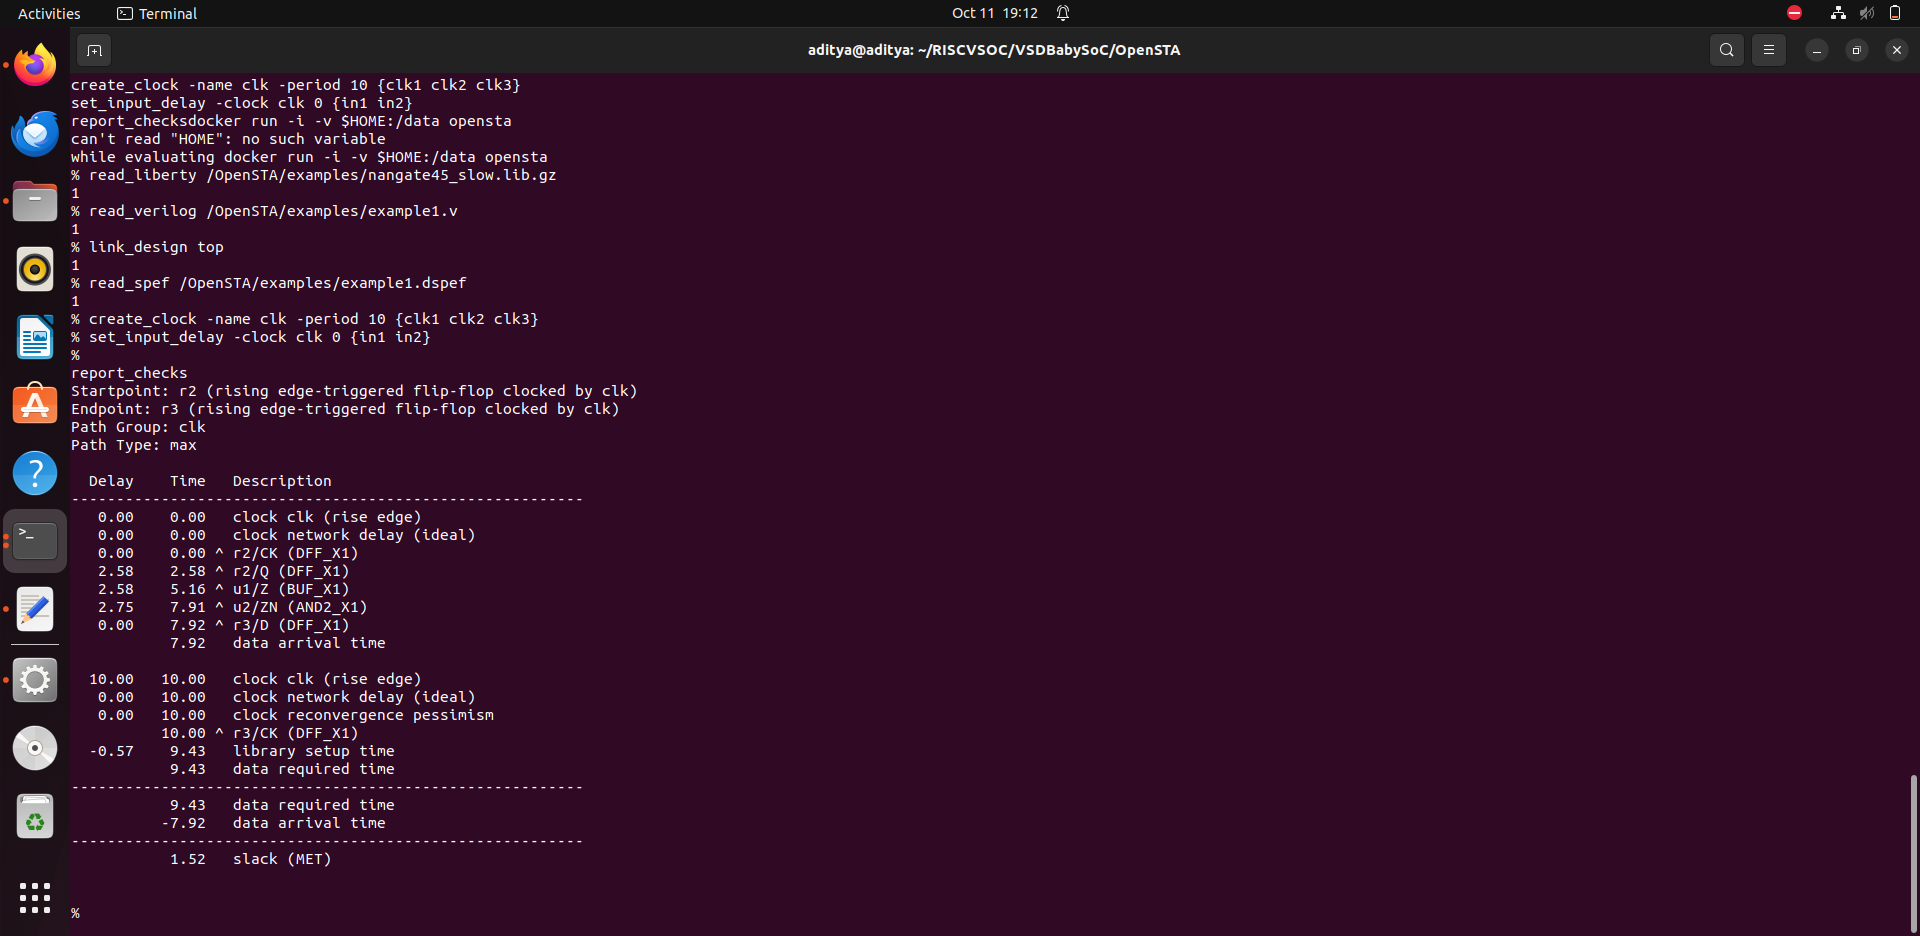 Activities
Terminal
Oct 11 19:12
aditya@aditya: ~/RISCVSOC/VSDBabySoC/OpenSTA
create_clock -name clk -period 10 {clk1 clk2 clk3}
set_input_delay -clock clk 0 {in1 in2}
report_checksdocker run -i -v $HOME:/data opensta
can't read "HOME": no such variable
while evaluating docker run -i -v $HOME:/data opensta
% read_liberty /OpenSTA/examples/nangate45_slow.lib.gz
1
% read_verilog /OpenSTA/examples/example1.v
1
% link_design top
1
% read_spef /OpenSTA/examples/example1.dspef
1
% create_clock -name clk -period 10 {clk1 clk2 clk3}
% set_input_delay -clock clk 0 {in1 in2}
%
report_checks
Startpoint: r2 (rising edge-triggered flip-flop clocked by clk)
Endpoint: r3 (rising edge-triggered flip-flop clocked by clk)
Path Group: clk
Path Type: max
  Delay    Time   Description
---------------------------------------------------------
   0.00    0.00   clock clk (rise edge)
   0.00    0.00   clock network delay (ideal)
   0.00    0.00 ^ r2/CK (DFF_X1)
   2.58    2.58 ^ r2/Q (DFF_X1)
   2.58    5.16 ^ u1/Z (BUF_X1)
   2.75    7.91 ^ u2/ZN (AND2_X1)
   0.00    7.92 ^ r3/D (DFF_X1)
           7.92   data arrival time
  10.00   10.00   clock clk (rise edge)
   0.00   10.00   clock network delay (ideal)
   0.00   10.00   clock reconvergence pessimism
          10.00 ^ r3/CK (DFF_X1)
  -0.57    9.43   library setup time
           9.43   data required time
---------------------------------------------------------
           9.43   data required time
          -7.92   data arrival time
---------------------------------------------------------
           1.52   slack (MET)
%